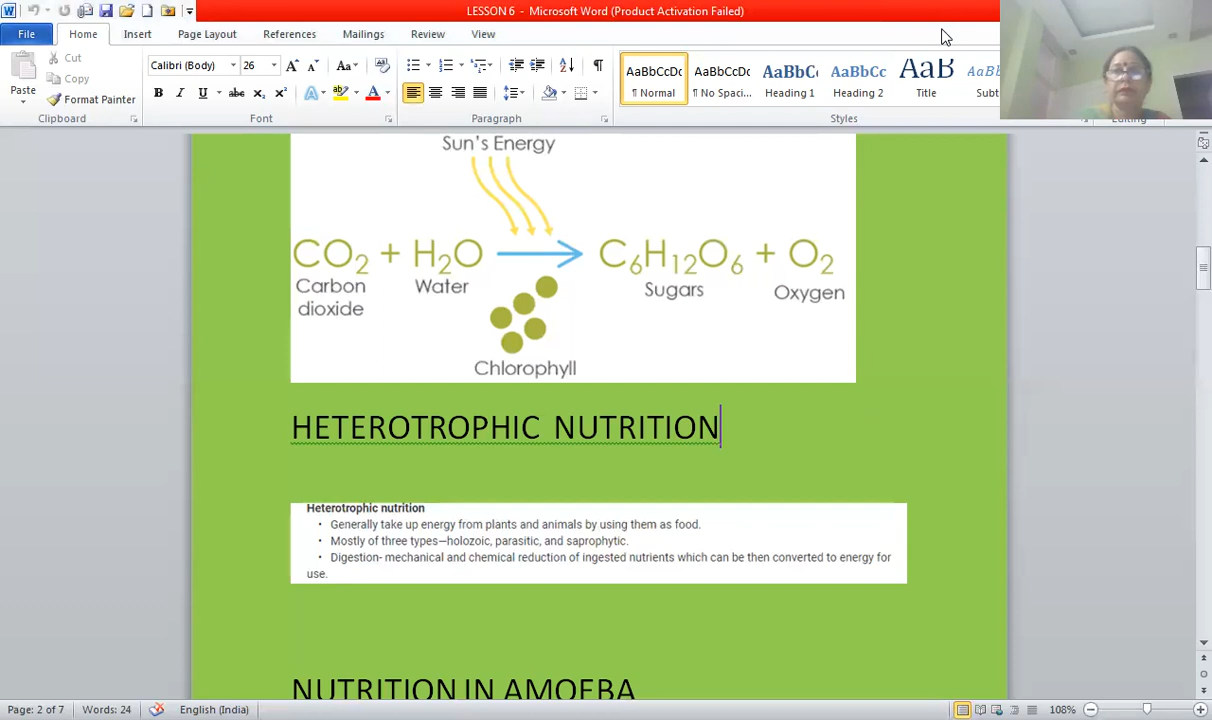 LESSON 6 - Microsoft Word (Product Activation Failed)
File Home Insert Page Layout References Mailings Review View
Paste
Cut
Copy
Format Painter
Clipboard
Calibri (Body) 26
Font
Paragraph
AaBbCcDc AaBbCcDc AaBbCc AaBbCc AaB
¶ Normal ¶ No Spaci... Heading 1 Heading 2 Title
Styles
Sun's Energy
CO2 + H2O → C6H12O6 + O2
Carbon dioxide Water Sugars Oxygen
Chlorophyll
HETEROTROPHIC NUTRITION
Heterotrophic nutrition
• Generally take up energy from plants and animals by using them as food.
• Mostly of three types—holozoic, parasitic, and saprophytic.
• Digestion- mechanical and chemical reduction of ingested nutrients which can be then converted to energy for
use.
NUTRITION IN AMOEBA
Page: 2 of 7 Words: 24 English (India) 108%